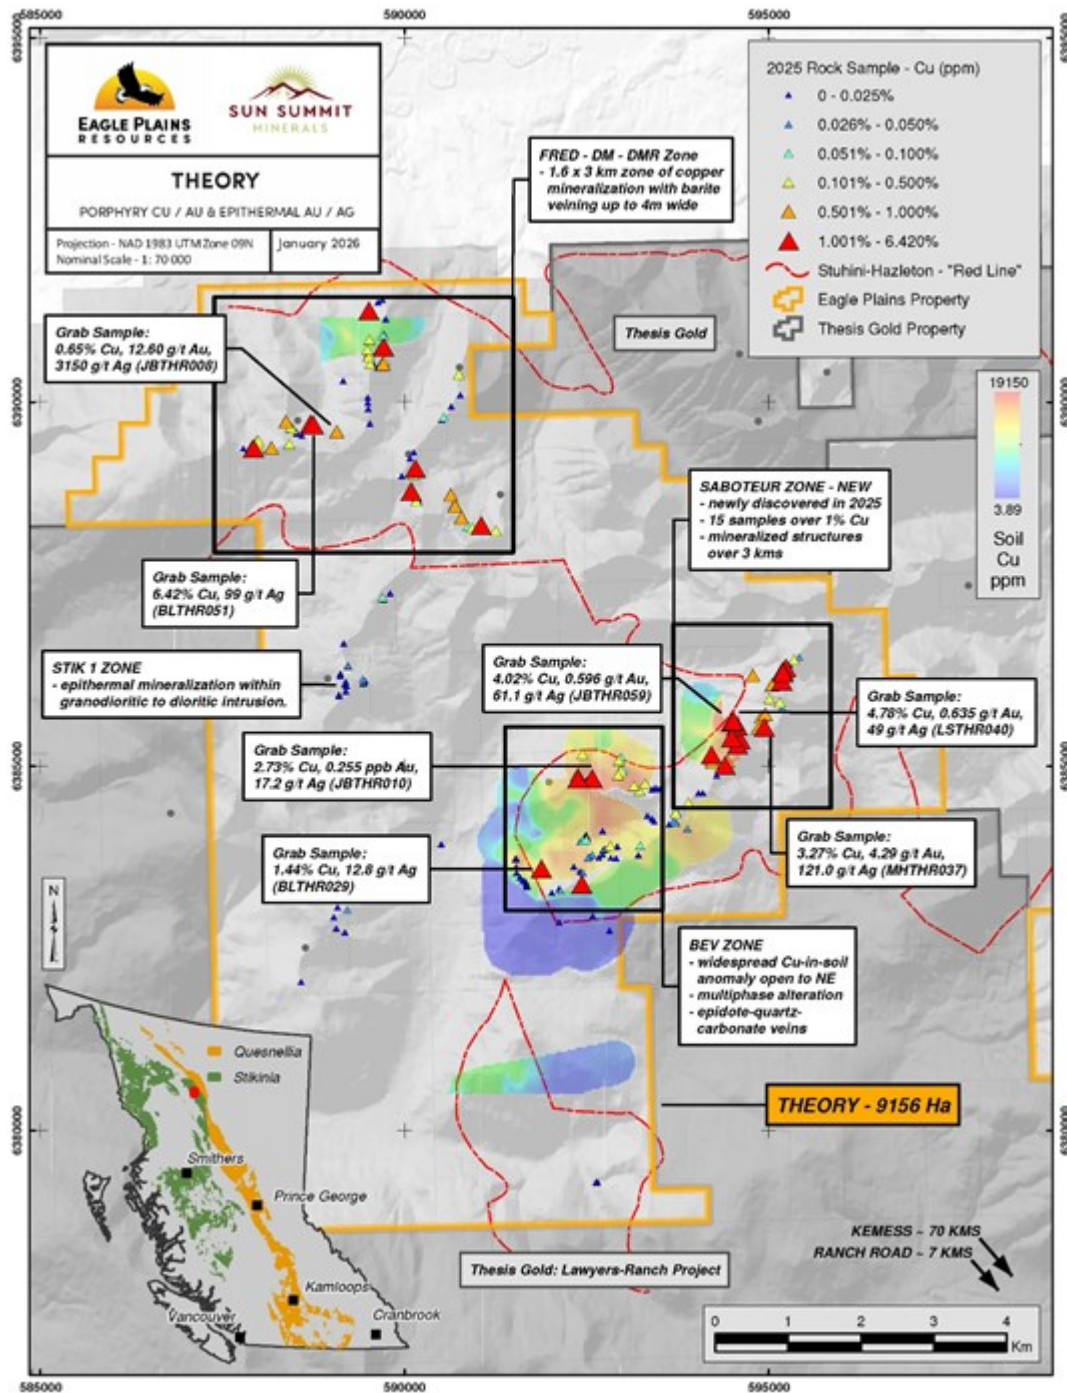 585000
590000
595000
6395000
6395000
EAGLE PLAINS
RESOURCES
SUN SUMMIT
MINERALS
THEORY
PORPHYRY CU / AU & EPITHERMAL AU / AG
Projection - NAD 1983 UTM Zone 09N
Nominal Scale - 1: 70 000
January 2026
2025 Rock Sample - Cu (ppm)
0 - 0.025%
0.026% - 0.050%
0.051% - 0.100%
0.101% - 0.500%
0.501% - 1.000%
1.001% - 6.420%
Stuhini-Hazleton - "Red Line"
Eagle Plains Property
Thesis Gold Property
FRED - DM - DMR Zone
- 1.6 x 3 km zone of copper
mineralization with barite
veining up to 4m wide
Thesis Gold
Grab Sample:
0.65% Cu, 12.60 g/t Au,
3150 g/t Ag (JBTHR008)
6390000
6390000
19150
3.89
Soil
Cu
ppm
SABOTEUR ZONE - NEW
- newly discovered in 2025
- 15 samples over 1% Cu
- mineralized structures
over 3 kms
Grab Sample:
6.42% Cu, 99 g/t Ag
(BLTHR051)
STIK 1 ZONE
- epithermal mineralization within
granodioritic to dioritic intrusion.
Grab Sample:
4.02% Cu, 0.596 g/t Au,
61.1 g/t Ag (JBTHR059)
Grab Sample:
4.78% Cu, 0.635 g/t Au,
49 g/t Ag (LSTHR040)
Grab Sample:
2.73% Cu, 0.255 ppb Au,
17.2 g/t Ag (JBTHR010)
6385000
6385000
Grab Sample:
1.44% Cu, 12.8 g/t Ag
(BLTHR029)
Grab Sample:
3.27% Cu, 4.29 g/t Au,
121.0 g/t Ag (MHTHR037)
N
BEV ZONE
- widespread Cu-in-soil
anomaly open to NE
- multiphase alteration
- epidote-quartz-
carbonate veins
Quesnellia
Stikinia
THEORY - 9156 Ha
6380000
6380000
Smithers
Prince George
Kamloops
Vancouver
Cranbrook
KEMESS ~ 70 KMS
RANCH ROAD ~ 7 KMS
Thesis Gold: Lawyers-Ranch Project
0 1 2 3 4
Km
585000
590000
595000